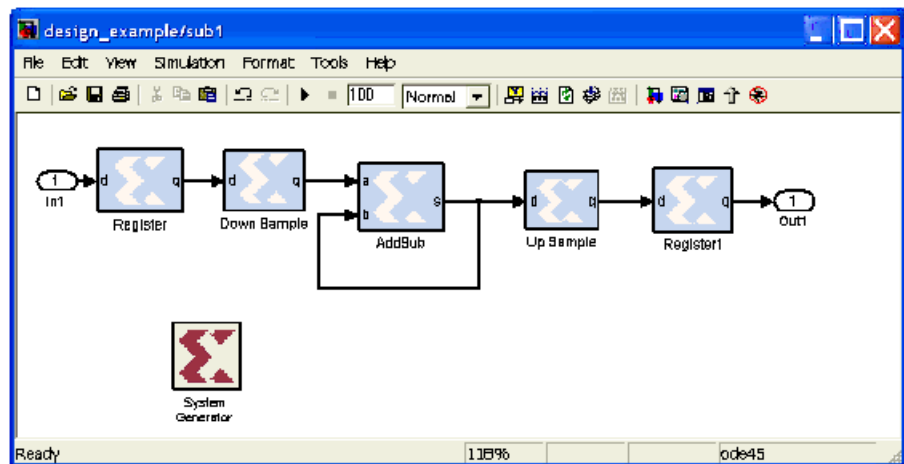 design_example/sub1
File Edit View Simulation Format Tools Help
100 Normal
1 d q d q a b s d q d q 1
In1 Register Down Sample AddSub Up Sample Register1 Out1
System
Generator
Ready 118% ode45